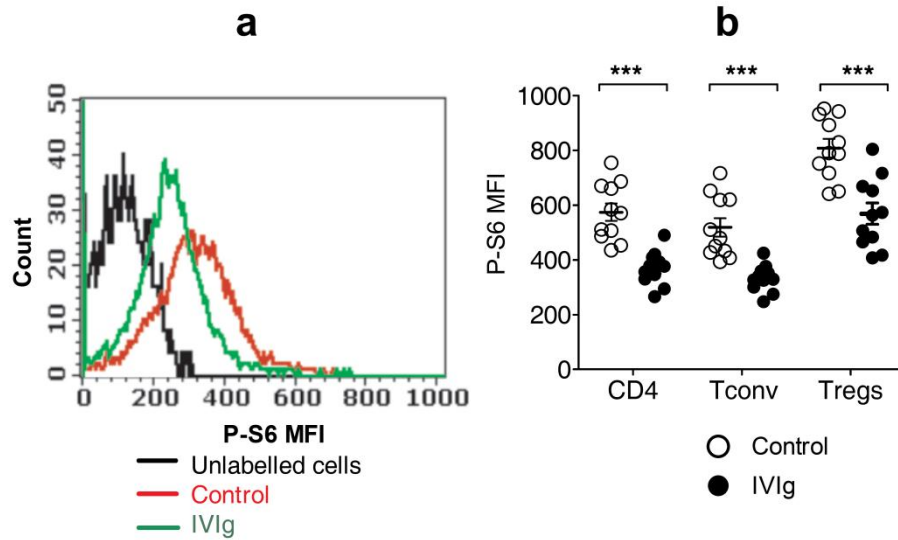 a
50
40
30
20
10
0
Count
0 200 400 600 800 1000
P-S6 MFI
Unlabelled cells
Control
IVIg
b
*** *** ***
1000
800
600
400
200
0
P-S6 MFI
CD4 Tconv Tregs
Control
IVIg